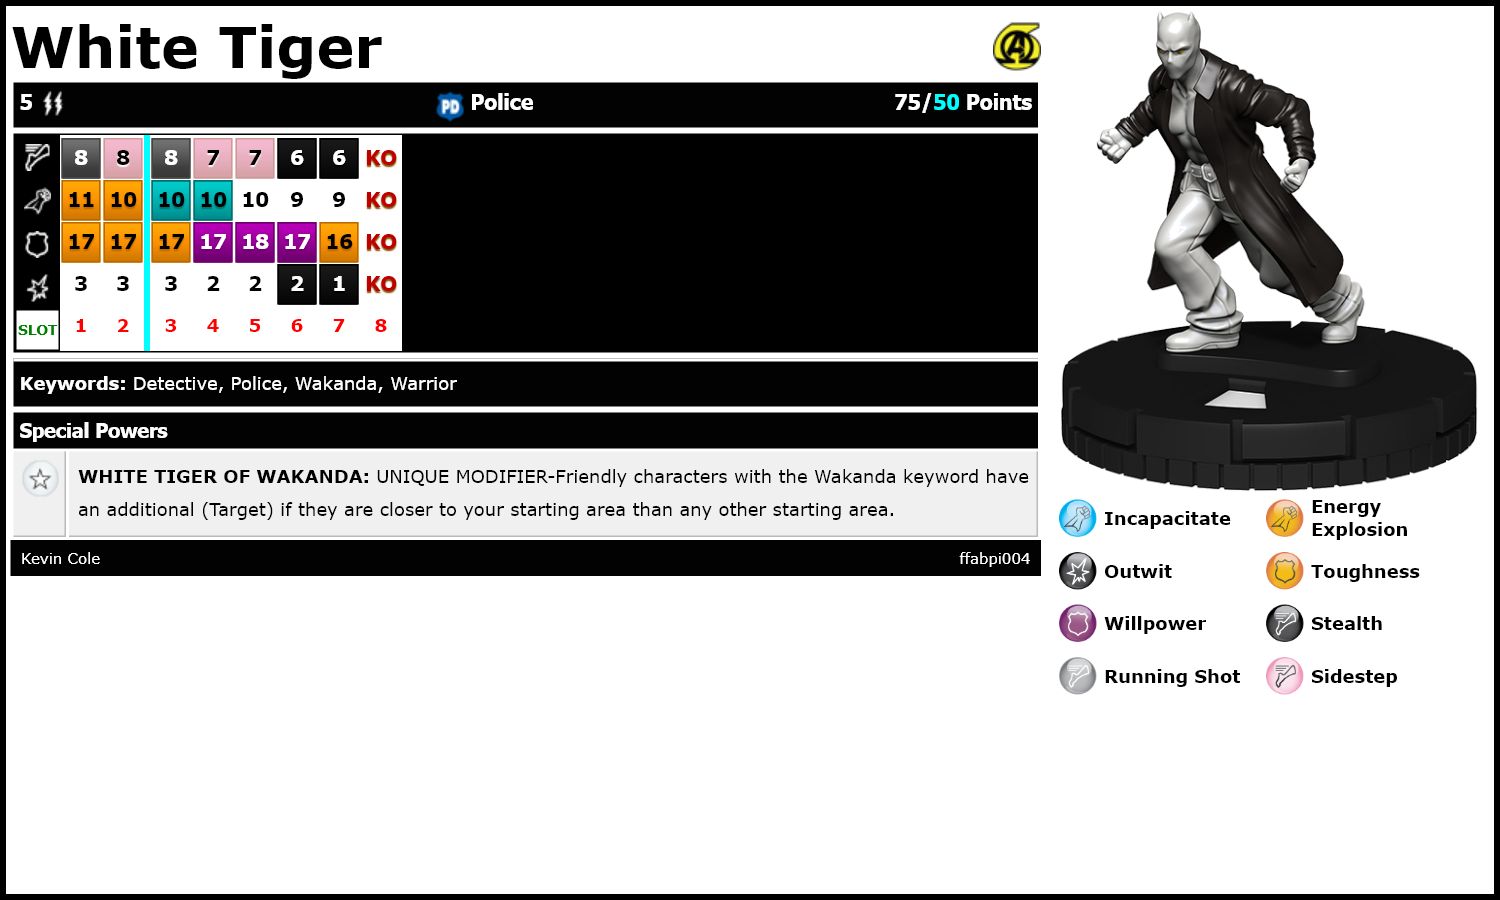 White Tiger
5 PD Police 75/50 Points
8 8 8 7 7 6 6 KO
11 10 10 10 10 9 9 KO
17 17 17 17 18 17 16 KO
3 3 3 2 2 2 1 KO
SLOT 1 2 3 4 5 6 7 8
Keywords: Detective, Police, Wakanda, Warrior
Special Powers
WHITE TIGER OF WAKANDA: UNIQUE MODIFIER-Friendly characters with the Wakanda keyword have
an additional (Target) if they are closer to your starting area than any other starting area.
Kevin Cole ffabpi004
Incapacitate
Energy
Explosion
Outwit
Toughness
Willpower
Stealth
Running Shot
Sidestep